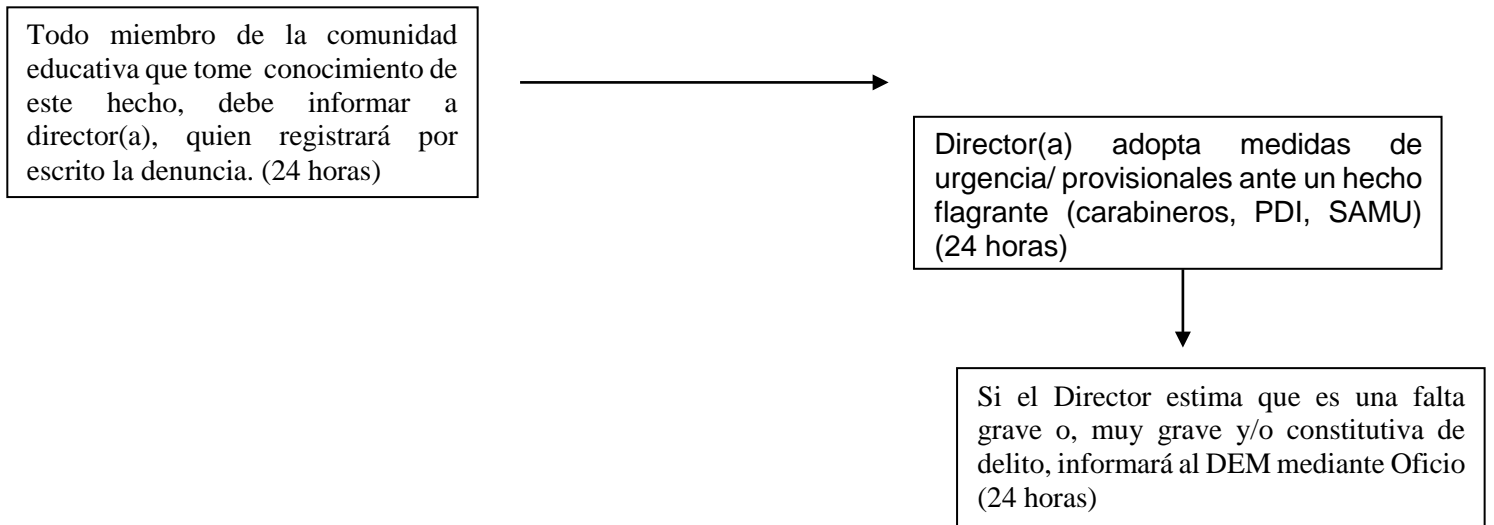 Todo miembro de la comunidad
educativa que tome conocimiento de
este hecho, debe informar a
director(a), quien registrará por
escrito la denuncia. (24 horas)
Director(a) adopta medidas de
urgencia/ provisionales ante un hecho
flagrante (carabineros, PDI, SAMU)
(24 horas)
Si el Director estima que es una falta
grave o, muy grave y/o constitutiva de
delito, informará al DEM mediante Oficio
(24 horas)